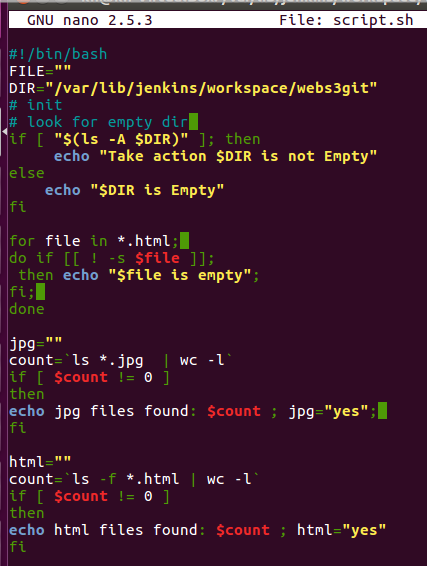 GNU nano 2.5.3 File: script.sh
#!/bin/bash
FILE=""
DIR="/var/lib/jenkins/workspace/webs3git"
# init
# look for empty dir
if [ "$(ls -A $DIR)" ]; then
     echo "Take action $DIR is not Empty"
else
    echo "$DIR is Empty"
fi
for file in *.html;
do if [[ ! -s $file ]];
 then echo "$file is empty";
fi;
done
jpg=""
count=`ls *.jpg  | wc -l`
if [ $count != 0 ]
then
echo jpg files found: $count ; jpg="yes";
fi
html=""
count=`ls -f *.html | wc -l`
if [ $count != 0 ]
then
echo html files found: $count ; html="yes"
fi